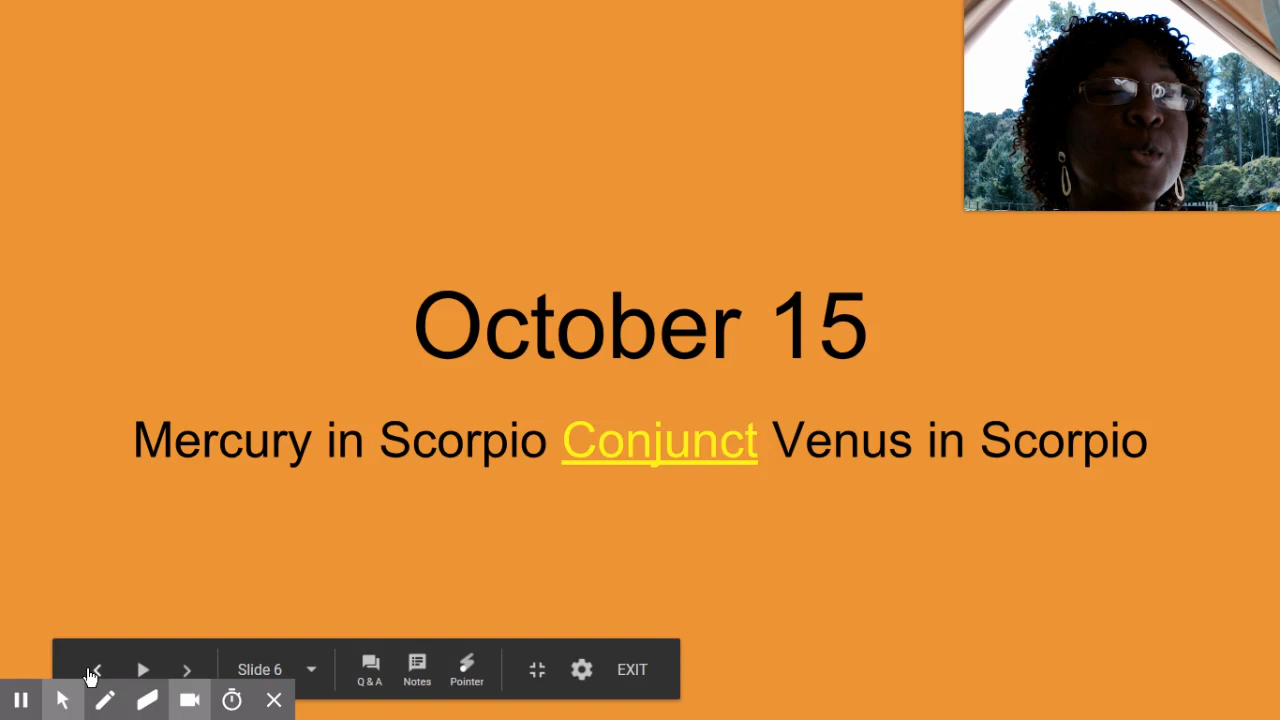 October 15
Mercury in Scorpio Conjunct Venus in Scorpio
Slide 6
Q & A
Notes
Pointer
EXIT